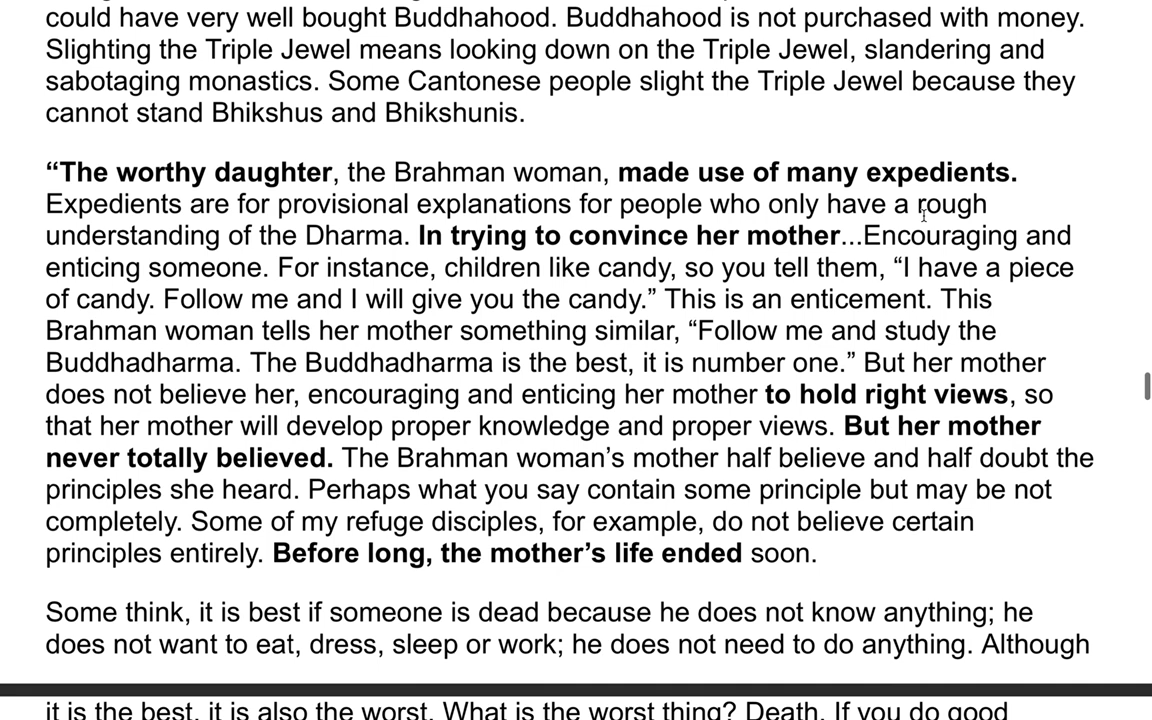 could have very well bought Buddhahood. Buddhahood is not purchased with money.
Slighting the Triple Jewel means looking down on the Triple Jewel, slandering and
sabotaging monastics. Some Cantonese people slight the Triple Jewel because they
cannot stand Bhikshus and Bhikshunis.
“The worthy daughter, the Brahman woman, made use of many expedients.
Expedients are for provisional explanations for people who only have a rough
understanding of the Dharma. In trying to convince her mother...Encouraging and
enticing someone. For instance, children like candy, so you tell them, “I have a piece
of candy. Follow me and I will give you the candy.” This is an enticement. This
Brahman woman tells her mother something similar, “Follow me and study the
Buddhadharma. The Buddhadharma is the best, it is number one.” But her mother
does not believe her, encouraging and enticing her mother to hold right views, so
that her mother will develop proper knowledge and proper views. But her mother
never totally believed. The Brahman woman’s mother half believe and half doubt the
principles she heard. Perhaps what you say contain some principle but may be not
completely. Some of my refuge disciples, for example, do not believe certain
principles entirely. Before long, the mother’s life ended soon.
Some think, it is best if someone is dead because he does not know anything; he
does not want to eat, dress, sleep or work; he does not need to do anything. Although
it is the best, it is also the worst. What is the worst thing? Death. If you do good